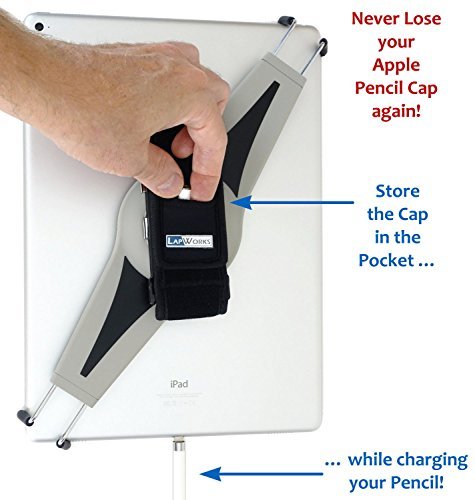 Never Lose
your
Apple
Pencil Cap
again!
Store
the Cap
in the
Pocket ...
LAPWORKS
iPad
... while charging
your Pencil!